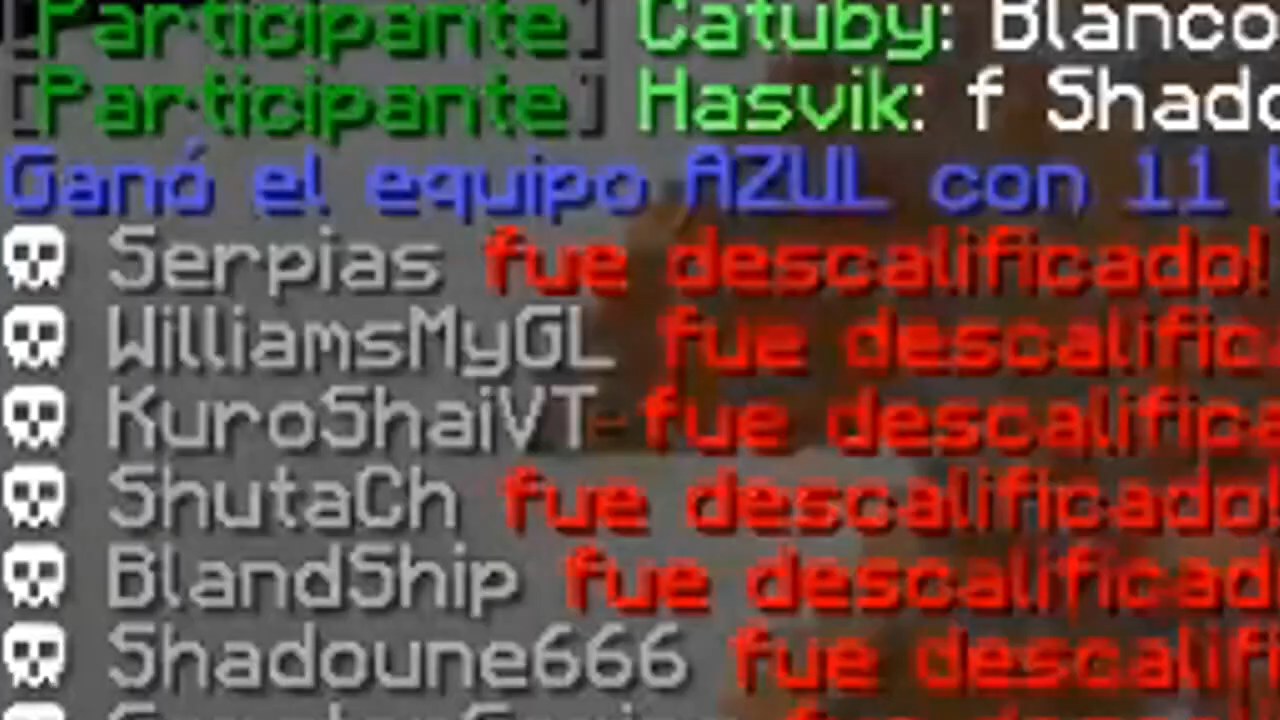 [Participante] Catuby: Blanco
[Participante] Hasvik: f Shado
Ganó el equipo AZUL con 11
Serpias fue descalificado!
WilliamsMyGL fue descalifica
KuroShaiVT fue descalifica
ShutaCh fue descalificado!
BlandShip fue descalificad
Shadoune666 fue descalifi